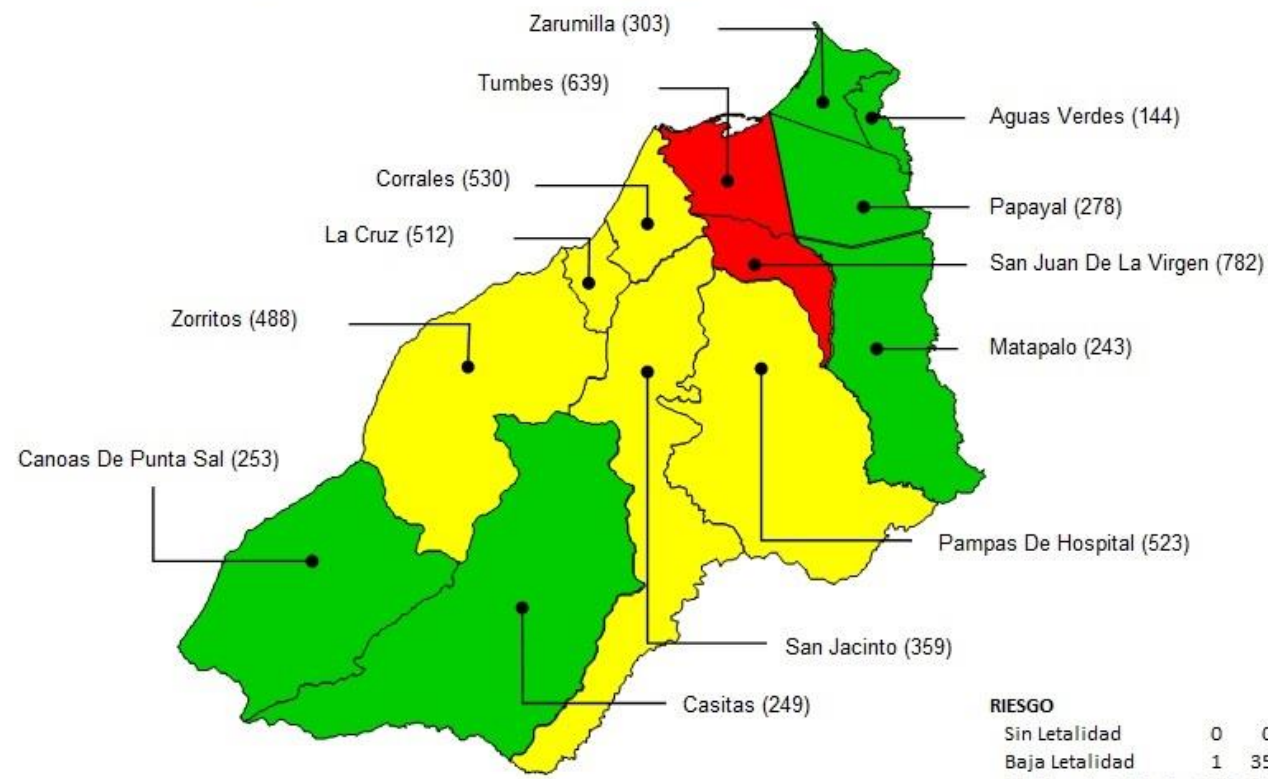 Zarumilla (303)
Tumbes (639)
Aguas Verdes (144)
Corrales (530)
Papayal (278)
La Cruz (512)
San Juan De La Virgen (782)
Zorritos (488)
Matapalo (243)
Canoas De Punta Sal (253)
Pampas De Hospital (523)
San Jacinto (359)
Casitas (249)
RIESGO
Sin Letalidad 0 0
Baja Letalidad 1 35